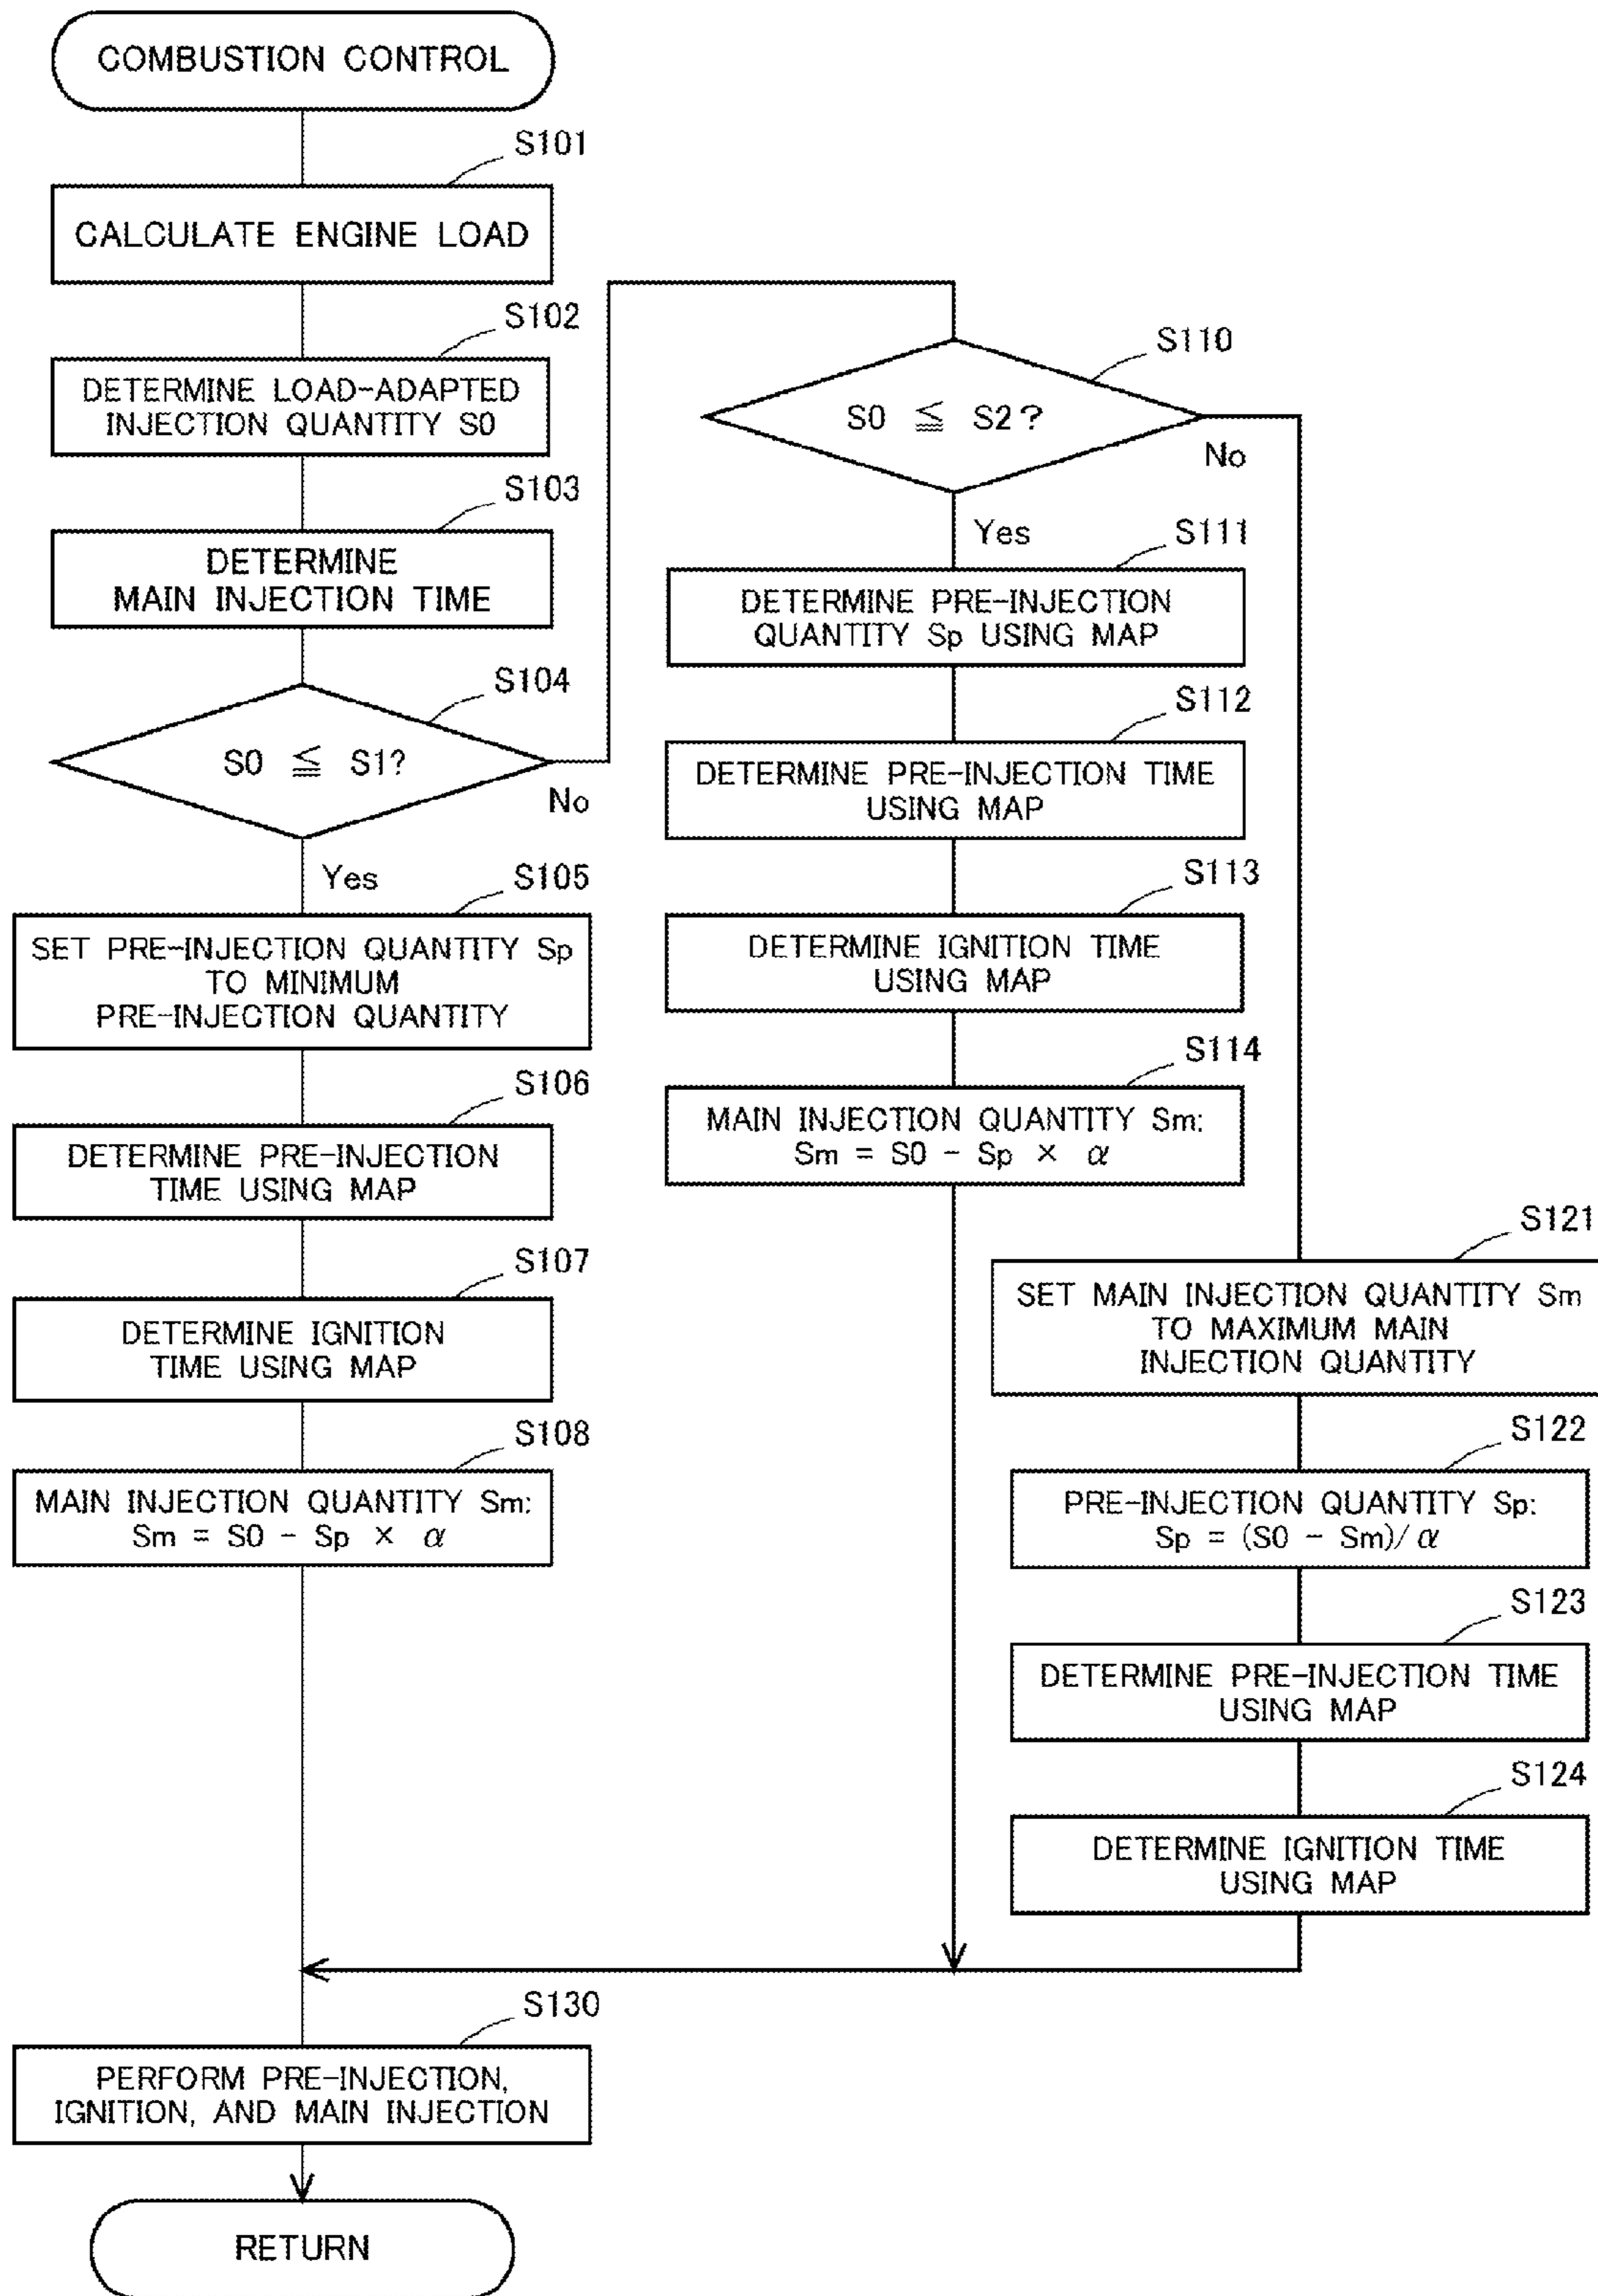 COMBUSTION CONTROL
S101
CALCULATE ENGINE LOAD
S102
DETERMINE LOAD-ADAPTED
INJECTION QUANTITY S0
S103
DETERMINE
MAIN INJECTION TIME
S104
S0 ≦ S1?
No
Yes
S105
SET PRE-INJECTION QUANTITY Sp
TO MINIMUM
PRE-INJECTION QUANTITY
S106
DETERMINE PRE-INJECTION
TIME USING MAP
S107
DETERMINE IGNITION
TIME USING MAP
S108
MAIN INJECTION QUANTITY Sm:
Sm = S0 - Sp × α
S110
S0 ≦ S2?
No
Yes
S111
DETERMINE PRE-INJECTION
QUANTITY Sp USING MAP
S112
DETERMINE PRE-INJECTION TIME
USING MAP
S113
DETERMINE IGNITION TIME
USING MAP
S114
MAIN INJECTION QUANTITY Sm:
Sm = S0 - Sp × α
S121
SET MAIN INJECTION QUANTITY Sm
TO MAXIMUM MAIN
INJECTION QUANTITY
S122
PRE-INJECTION QUANTITY Sp:
Sp = (S0 - Sm)/α
S123
DETERMINE PRE-INJECTION TIME
USING MAP
S124
DETERMINE IGNITION TIME
USING MAP
S130
PERFORM PRE-INJECTION,
IGNITION, AND MAIN INJECTION
RETURN